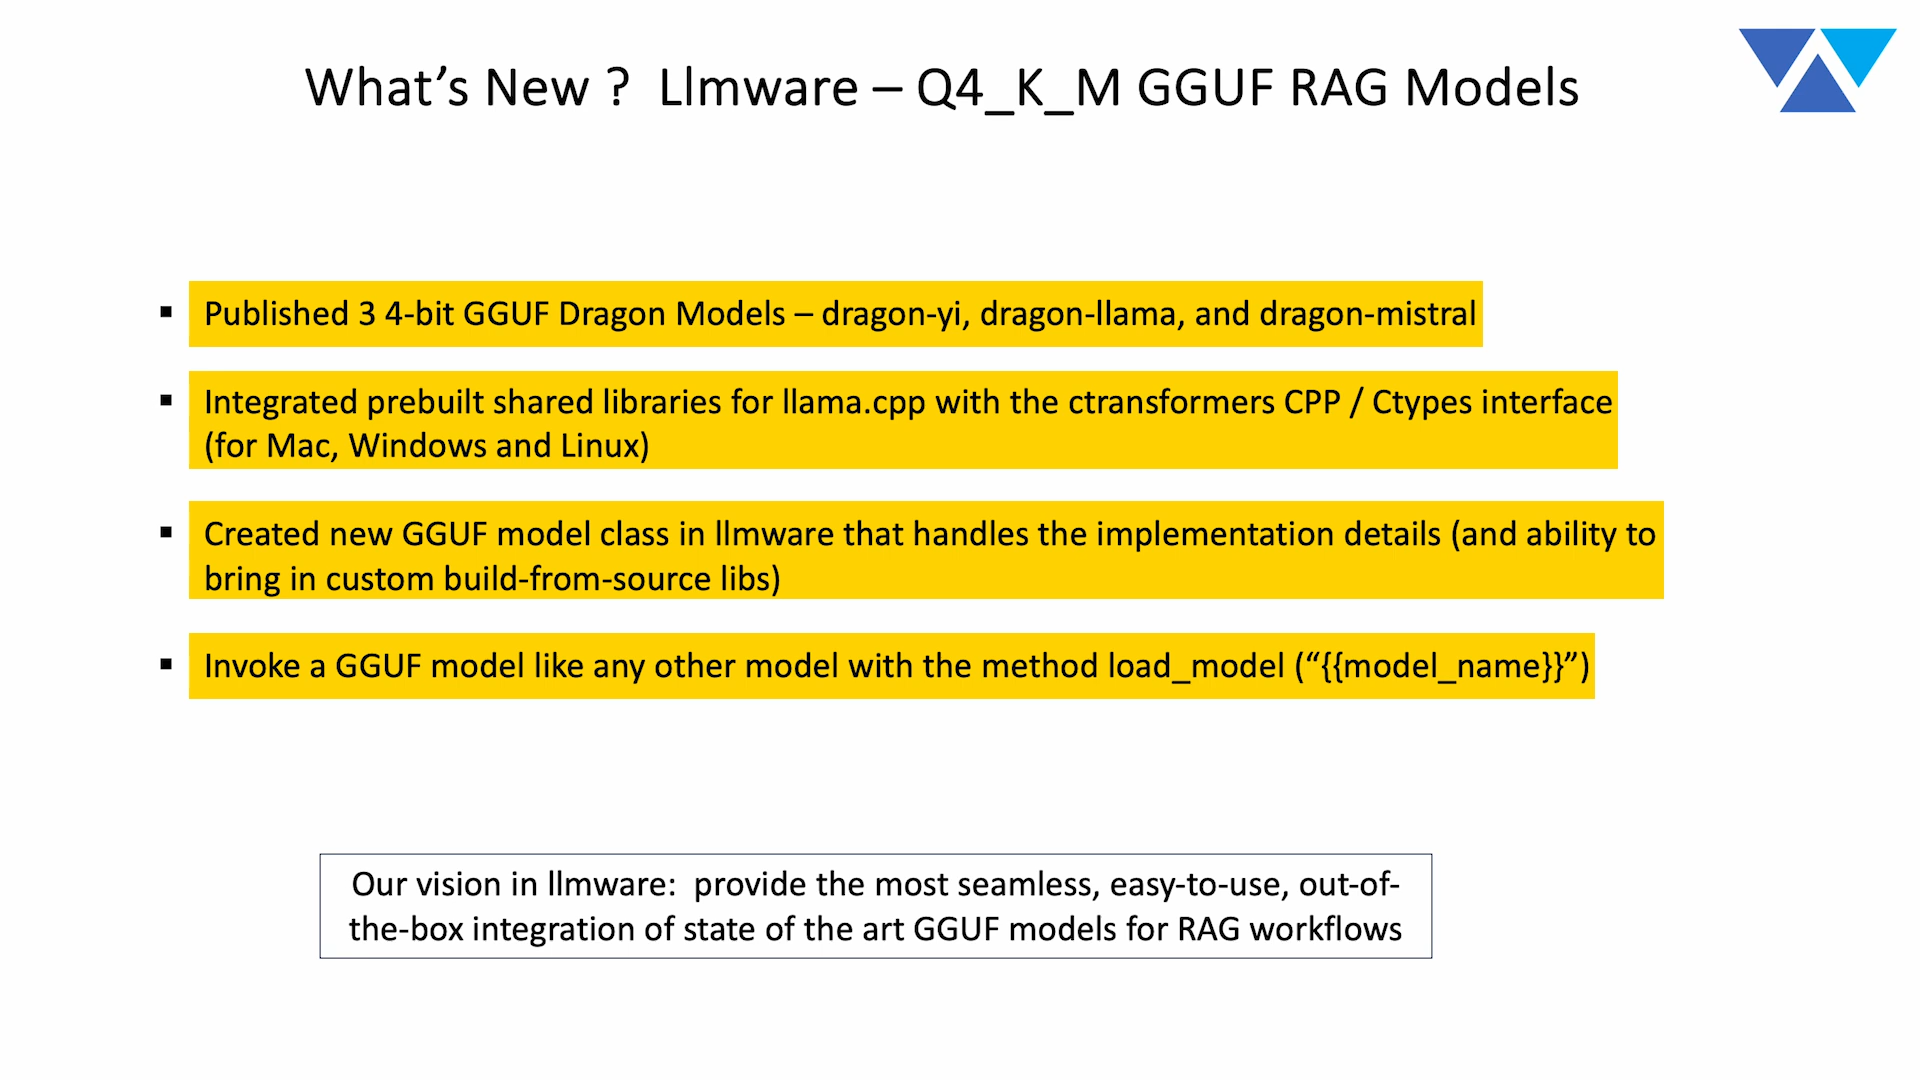 What’s New ?  Llmware – Q4_K_M GGUF RAG Models
▪ Published 3 4-bit GGUF Dragon Models – dragon-yi, dragon-llama, and dragon-mistral
▪ Integrated prebuilt shared libraries for llama.cpp with the ctransformers CPP / Ctypes interface
(for Mac, Windows and Linux)
▪ Created new GGUF model class in llmware that handles the implementation details (and ability to
bring in custom build-from-source libs)
▪ Invoke a GGUF model like any other model with the method load_model (“{{model_name}}”)
Our vision in llmware:  provide the most seamless, easy-to-use, out-of-
the-box integration of state of the art GGUF models for RAG workflows